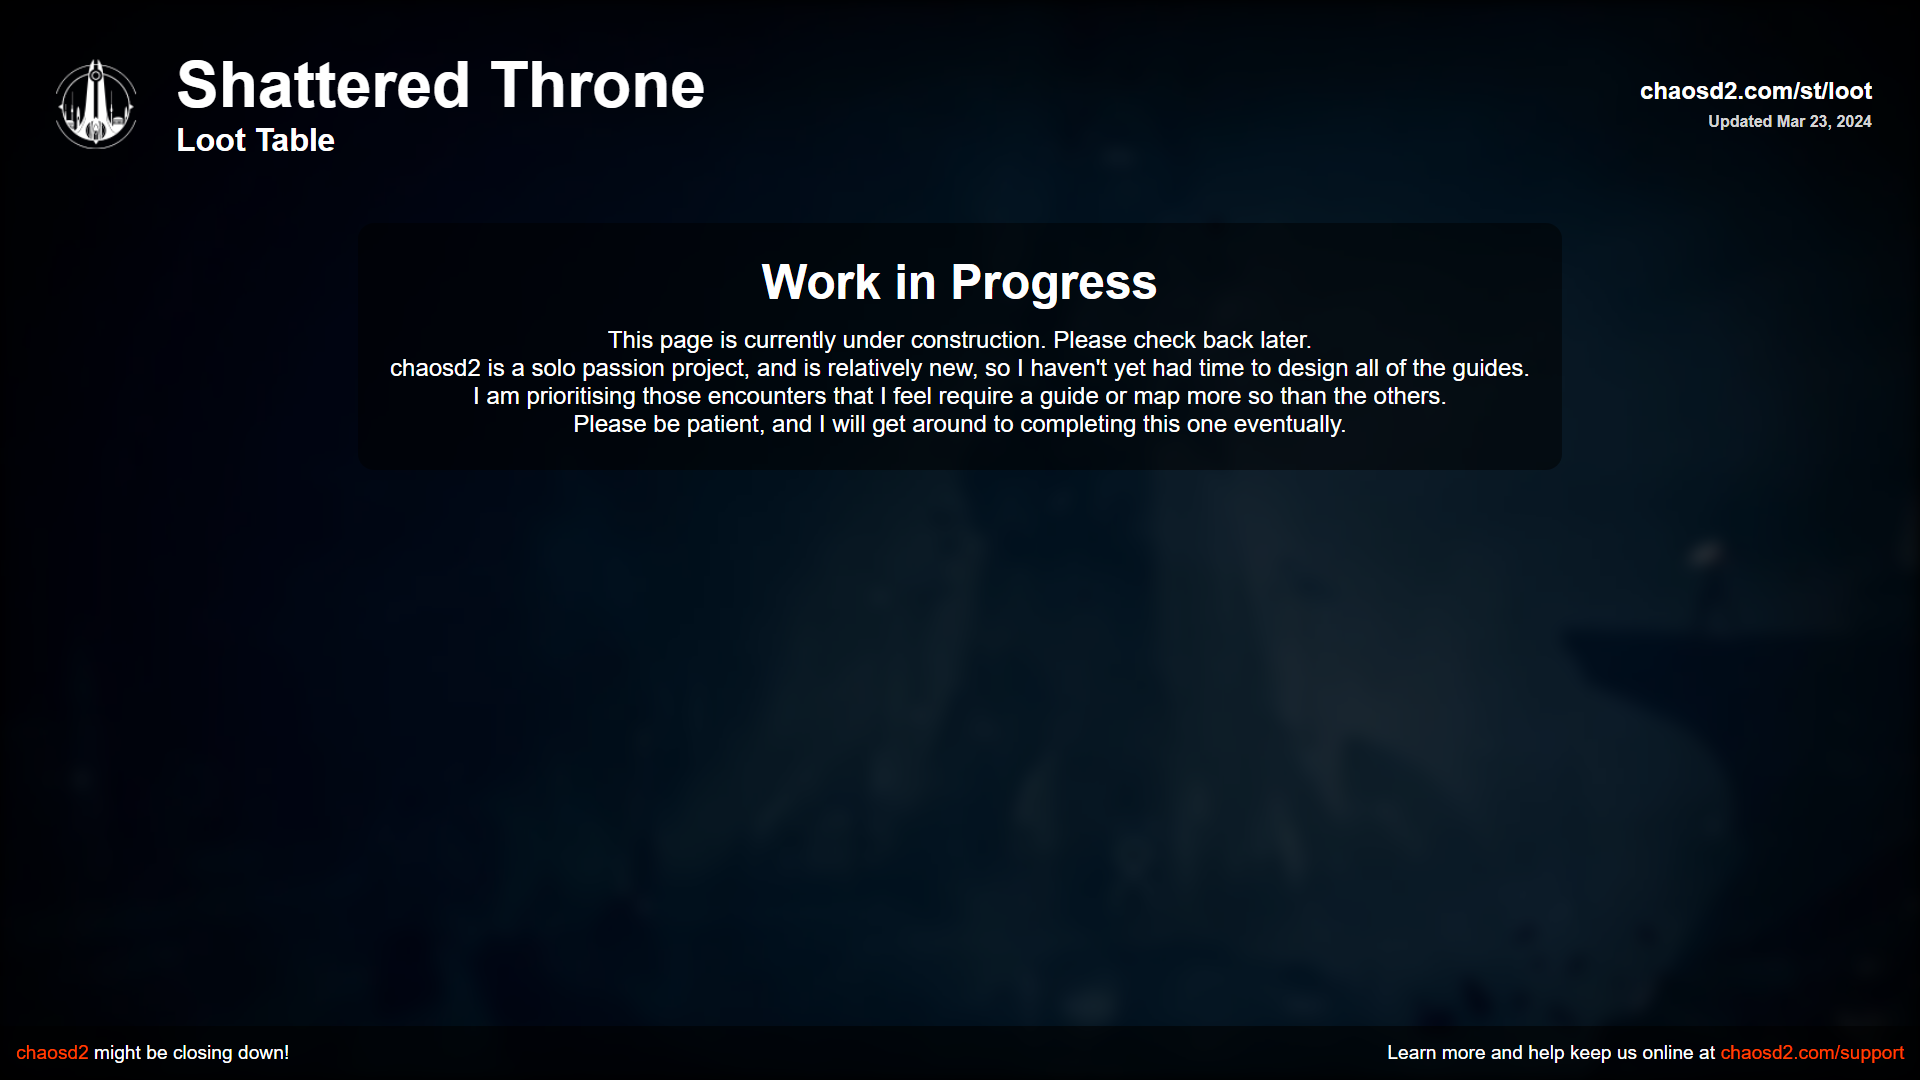 Shattered Throne
Loot Table
chaosd2.com/st/loot
Updated Mar 23, 2024
Work in Progress
This page is currently under construction. Please check back later.
chaosd2 is a solo passion project, and is relatively new, so I haven't yet had time to design all of the guides.
I am prioritising those encounters that I feel require a guide or map more so than the others.
Please be patient, and I will get around to completing this one eventually.
chaosd2 might be closing down!
Learn more and help keep us online at chaosd2.com/support